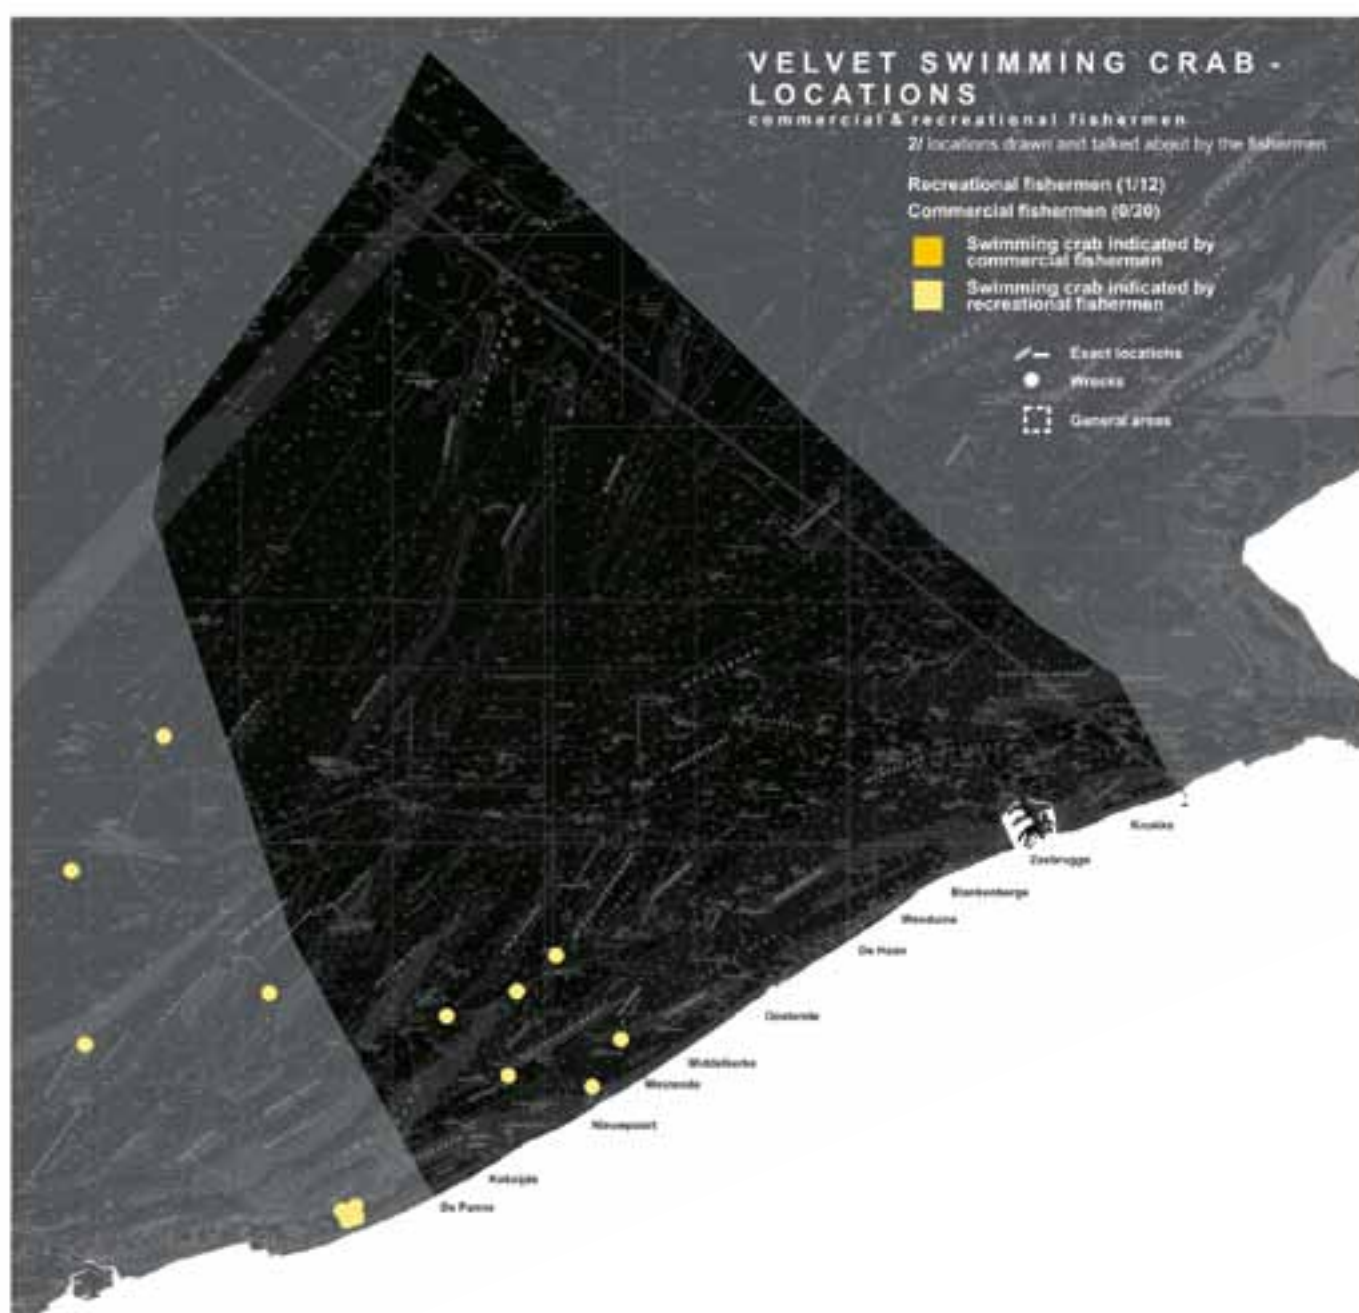 VELVET SWIMMING CRAB -
LOCATIONS
commercial & recreational fishermen
2/ locations drawn and talked about by the fishermen
Recreational fishermen (1/12)
Commercial fishermen (0/20)
Swimming crab indicated by
commercial fishermen
Swimming crab indicated by
recreational fishermen
Exact locations
Wrecks
General areas
Knokke
Zeebrugge
Blankenberge
Wenduine
De Haan
Oostende
Middelkerke
Westende
Nieuwpoort
Koksijde
De Panne